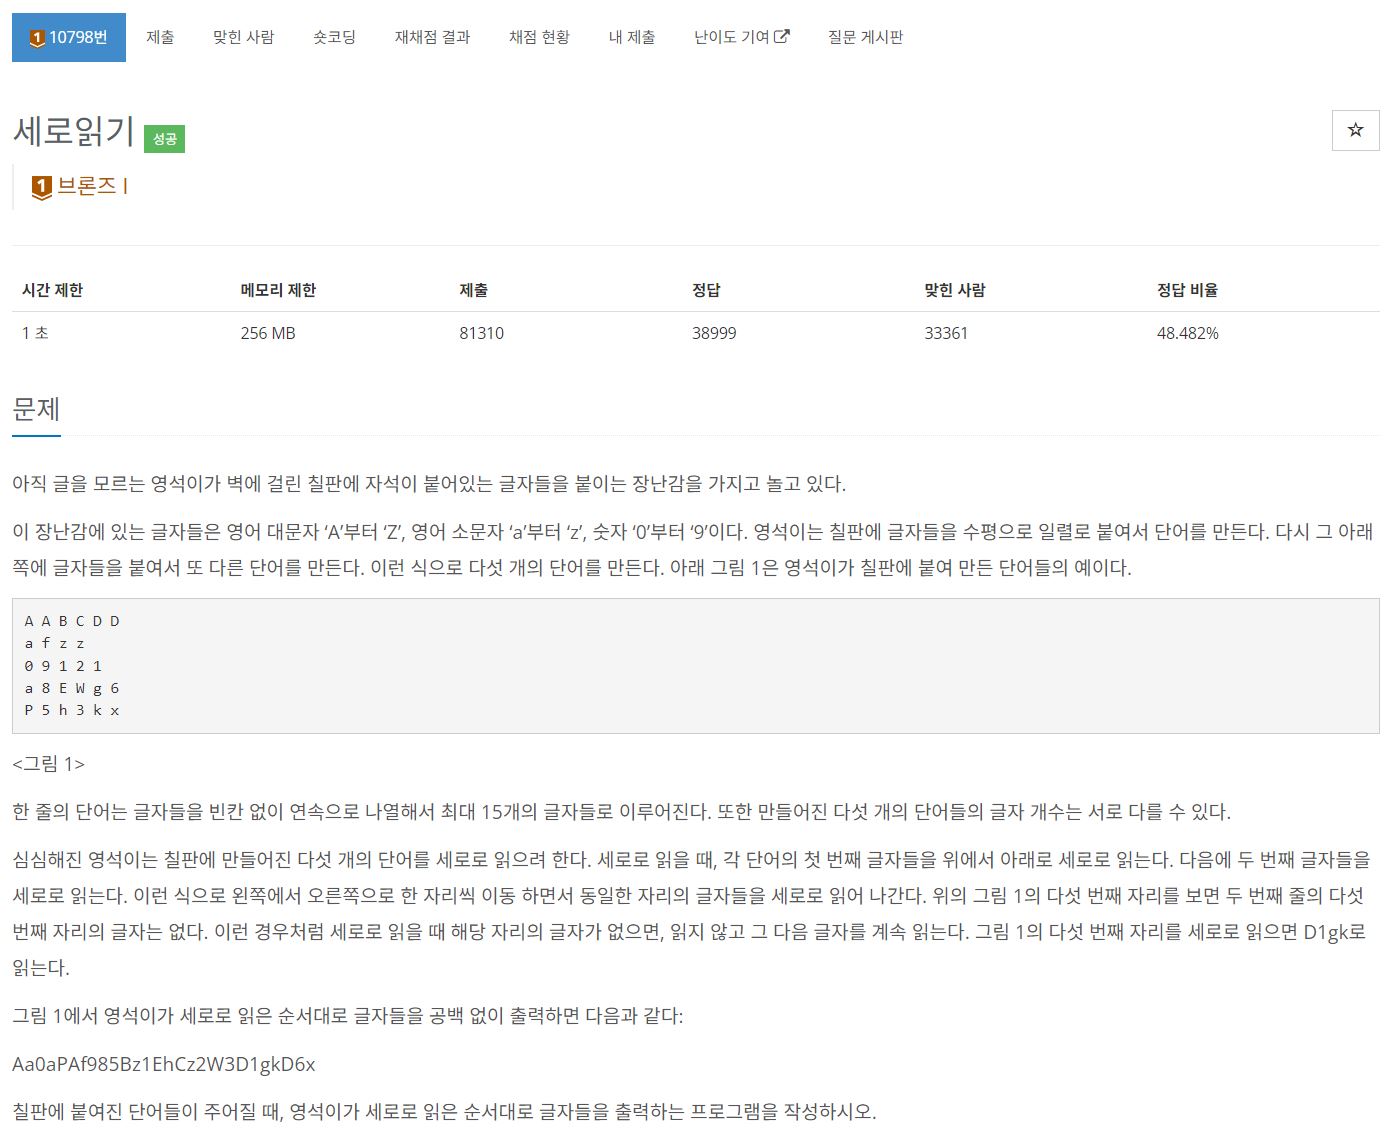 1 10798번 제출 맞힌 사람 숏코딩 재채점 결과 채점 현황 내 제출 난이도 기여 질문 게시판
세로읽기 성공
1 브론즈 I
시간 제한 메모리 제한 제출 정답 맞힌 사람 정답 비율
1 초 256 MB 81310 38999 33361 48.482%
문제
아직 글을 모르는 영석이가 벽에 걸린 칠판에 자석이 붙어있는 글자들을 붙이는 장난감을 가지고 놀고 있다.
이 장난감에 있는 글자들은 영어 대문자 ‘A’부터 ‘Z’, 영어 소문자 ‘a’부터 ‘z’, 숫자 ‘0’부터 ‘9’이다. 영석이는 칠판에 글자들을 수평으로 일렬로 붙여서 단어를 만든다. 다시 그 아래
쪽에 글자들을 붙여서 또 다른 단어를 만든다. 이런 식으로 다섯 개의 단어를 만든다. 아래 그림 1은 영석이가 칠판에 붙여 만든 단어들의 예이다.
A A B C D D
a f z z
0 9 1 2 1
a 8 E W g 6
P 5 h 3 k x
<그림 1>
한 줄의 단어는 글자들을 빈칸 없이 연속으로 나열해서 최대 15개의 글자들로 이루어진다. 또한 만들어진 다섯 개의 단어들의 글자 개수는 서로 다를 수 있다.
심심해진 영석이는 칠판에 만들어진 다섯 개의 단어를 세로로 읽으려 한다. 세로로 읽을 때, 각 단어의 첫 번째 글자들을 위에서 아래로 세로로 읽는다. 다음에 두 번째 글자들을
세로로 읽는다. 이런 식으로 왼쪽에서 오른쪽으로 한 자리씩 이동 하면서 동일한 자리의 글자들을 세로로 읽어 나간다. 위의 그림 1의 다섯 번째 자리를 보면 두 번째 줄의 다섯
번째 자리의 글자는 없다. 이런 경우처럼 세로로 읽을 때 해당 자리의 글자가 없으면, 읽지 않고 그 다음 글자를 계속 읽는다. 그림 1의 다섯 번째 자리를 세로로 읽으면 D1gk로
읽는다.
그림 1에서 영석이가 세로로 읽은 순서대로 글자들을 공백 없이 출력하면 다음과 같다:
Aa0aPAf985Bz1EhCz2W3D1gkD6x
칠판에 붙여진 단어들이 주어질 때, 영석이가 세로로 읽은 순서대로 글자들을 출력하는 프로그램을 작성하시오.